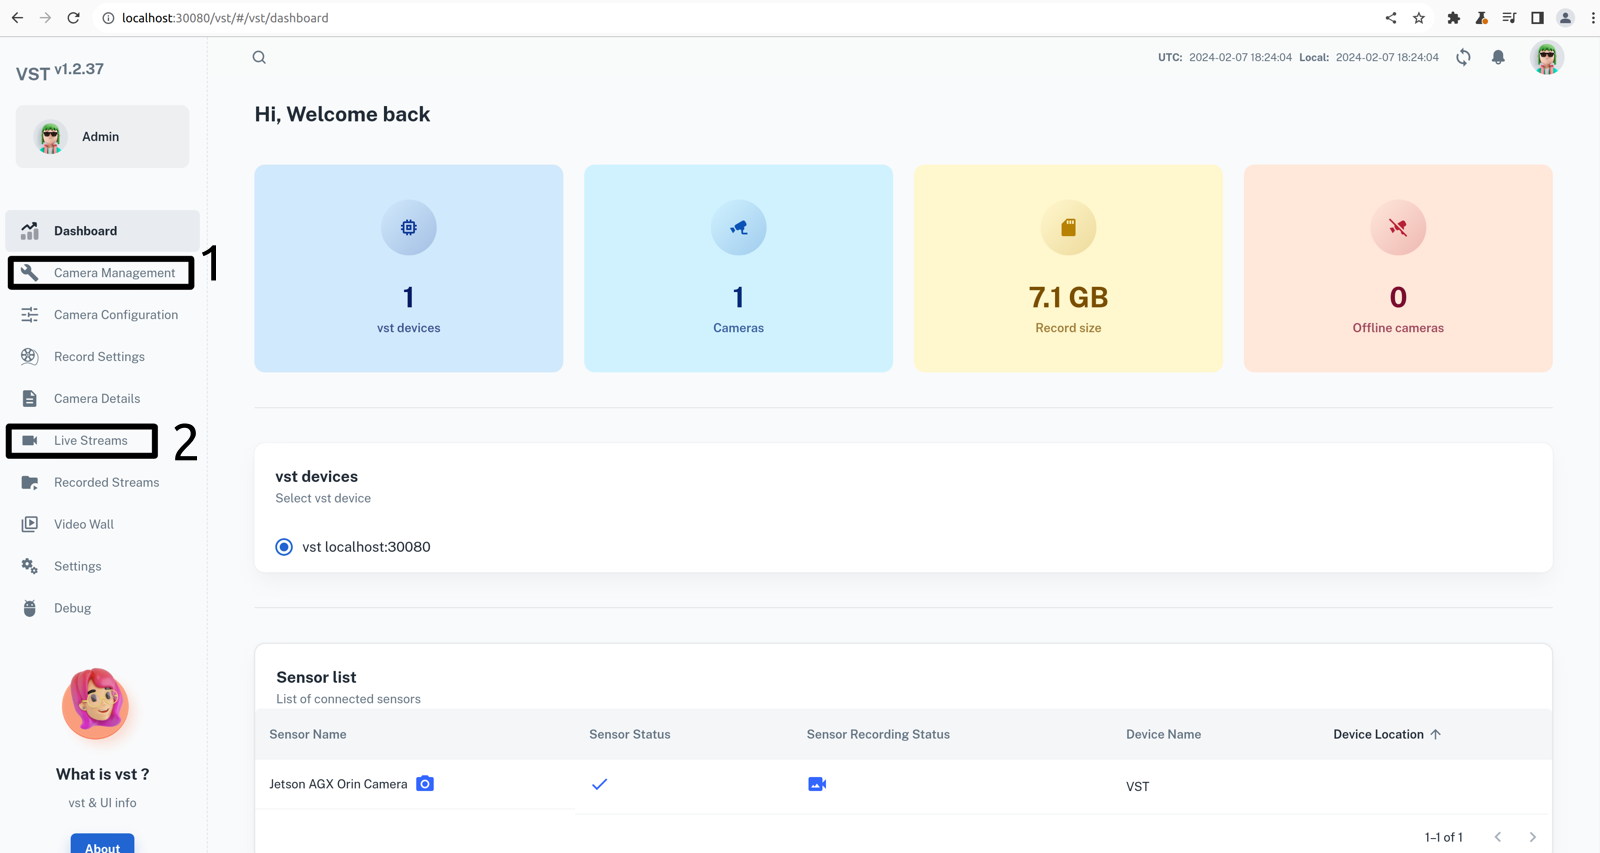 localhost:30080/vst/#/vst/dashboard
VST v1.2.37
UTC: 2024-02-07 18:24:04 Local: 2024-02-07 18:24:04
Admin
Hi, Welcome back
Dashboard
Camera Management 1
Camera Configuration
Record Settings
Camera Details
Live Streams 2
Recorded Streams
Video Wall
Settings
Debug
What is vst ?
vst & UI info
About
1
vst devices
1
Cameras
7.1 GB
Record size
0
Offline cameras
vst devices
Select vst device
vst localhost:30080
Sensor list
List of connected sensors
Sensor Name Sensor Status Sensor Recording Status Device Name Device Location
Jetson AGX Orin Camera VST
1–1 of 1